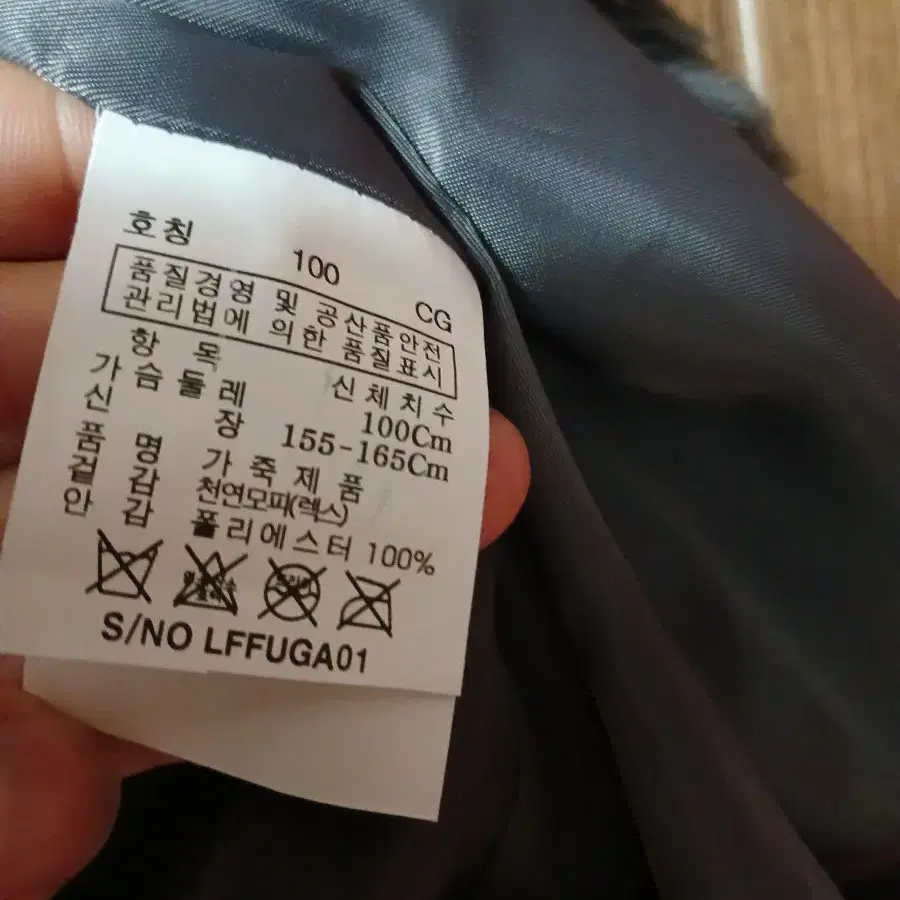 호칭 100 CG
품질경영 및 공산품안전
관리법에 의한 품질표시
항 목 신체치수
가슴둘레 100Cm
신 장 155-165Cm
품 명 가죽제품
겉 감 천연모피(렉스)
안 감 폴리에스터 100%
드라이
S/NO LFFUGA01